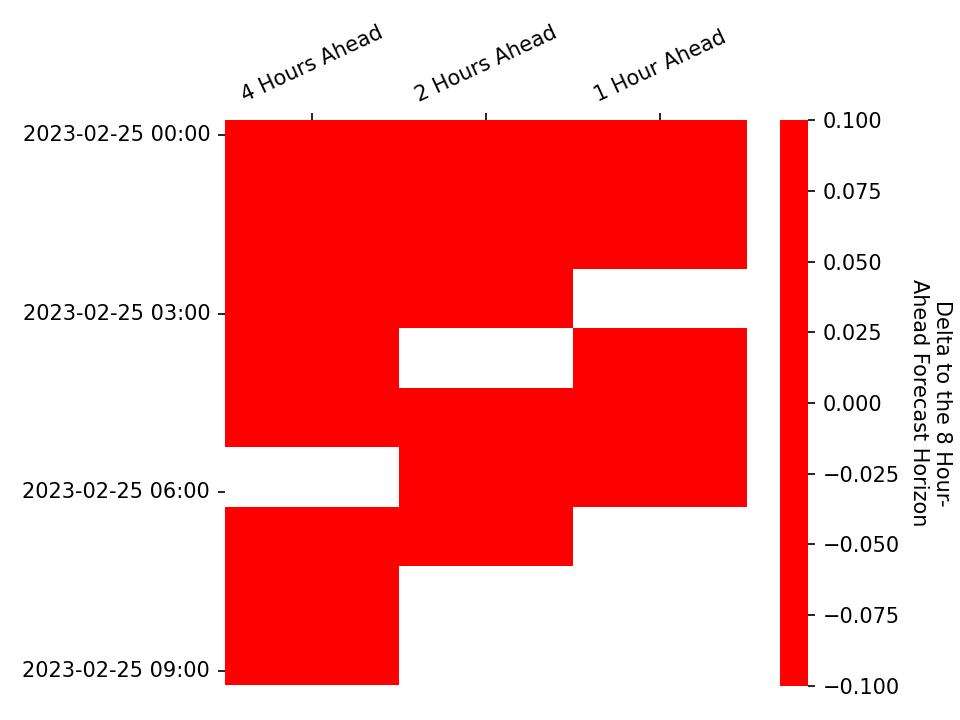 4 Hours Ahead
2 Hours Ahead
1 Hour Ahead
2023-02-25 00:00
2023-02-25 03:00
2023-02-25 06:00
2023-02-25 09:00
0.100
0.075
0.050
0.025
0.000
−0.025
−0.050
−0.075
−0.100
Delta to the 8 Hour-
Ahead Forecast Horizon